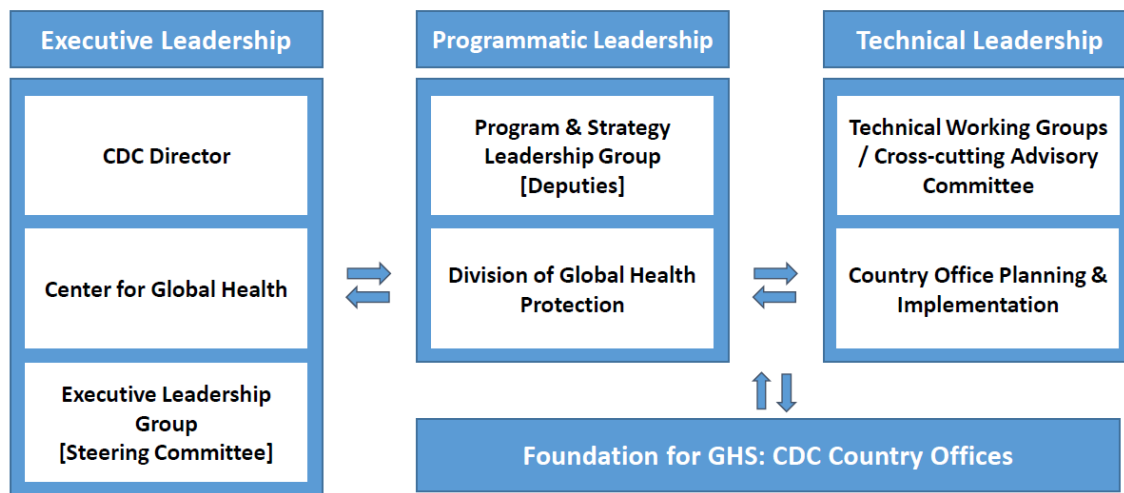 Executive Leadership
CDC Director
Center for Global Health
Executive Leadership
Group
[Steering Committee]
Programmatic Leadership
Program & Strategy
Leadership Group
[Deputies]
Division of Global Health
Protection
Technical Leadership
Technical Working Groups
/ Cross-cutting Advisory
Committee
Country Office Planning &
Implementation
Foundation for GHS: CDC Country Offices